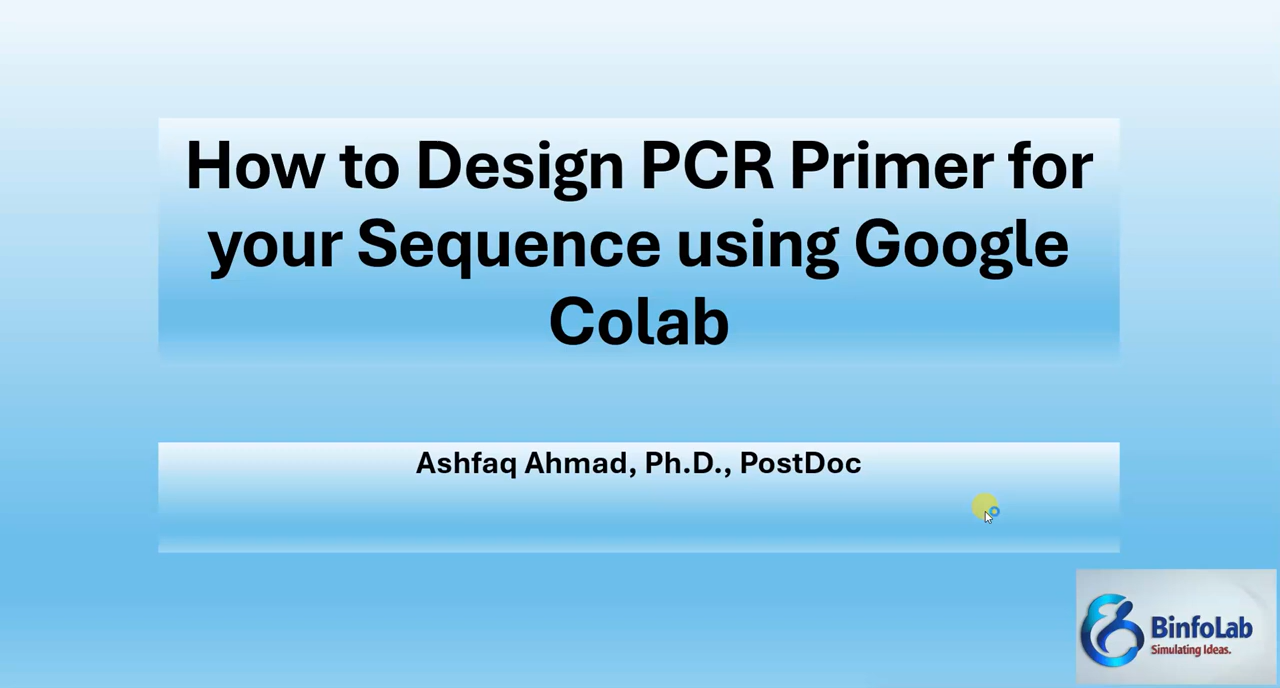 How to Design PCR Primer for
your Sequence using Google
Colab
Ashfaq Ahmad, Ph.D., PostDoc
BinfoLab
Simulating Ideas.